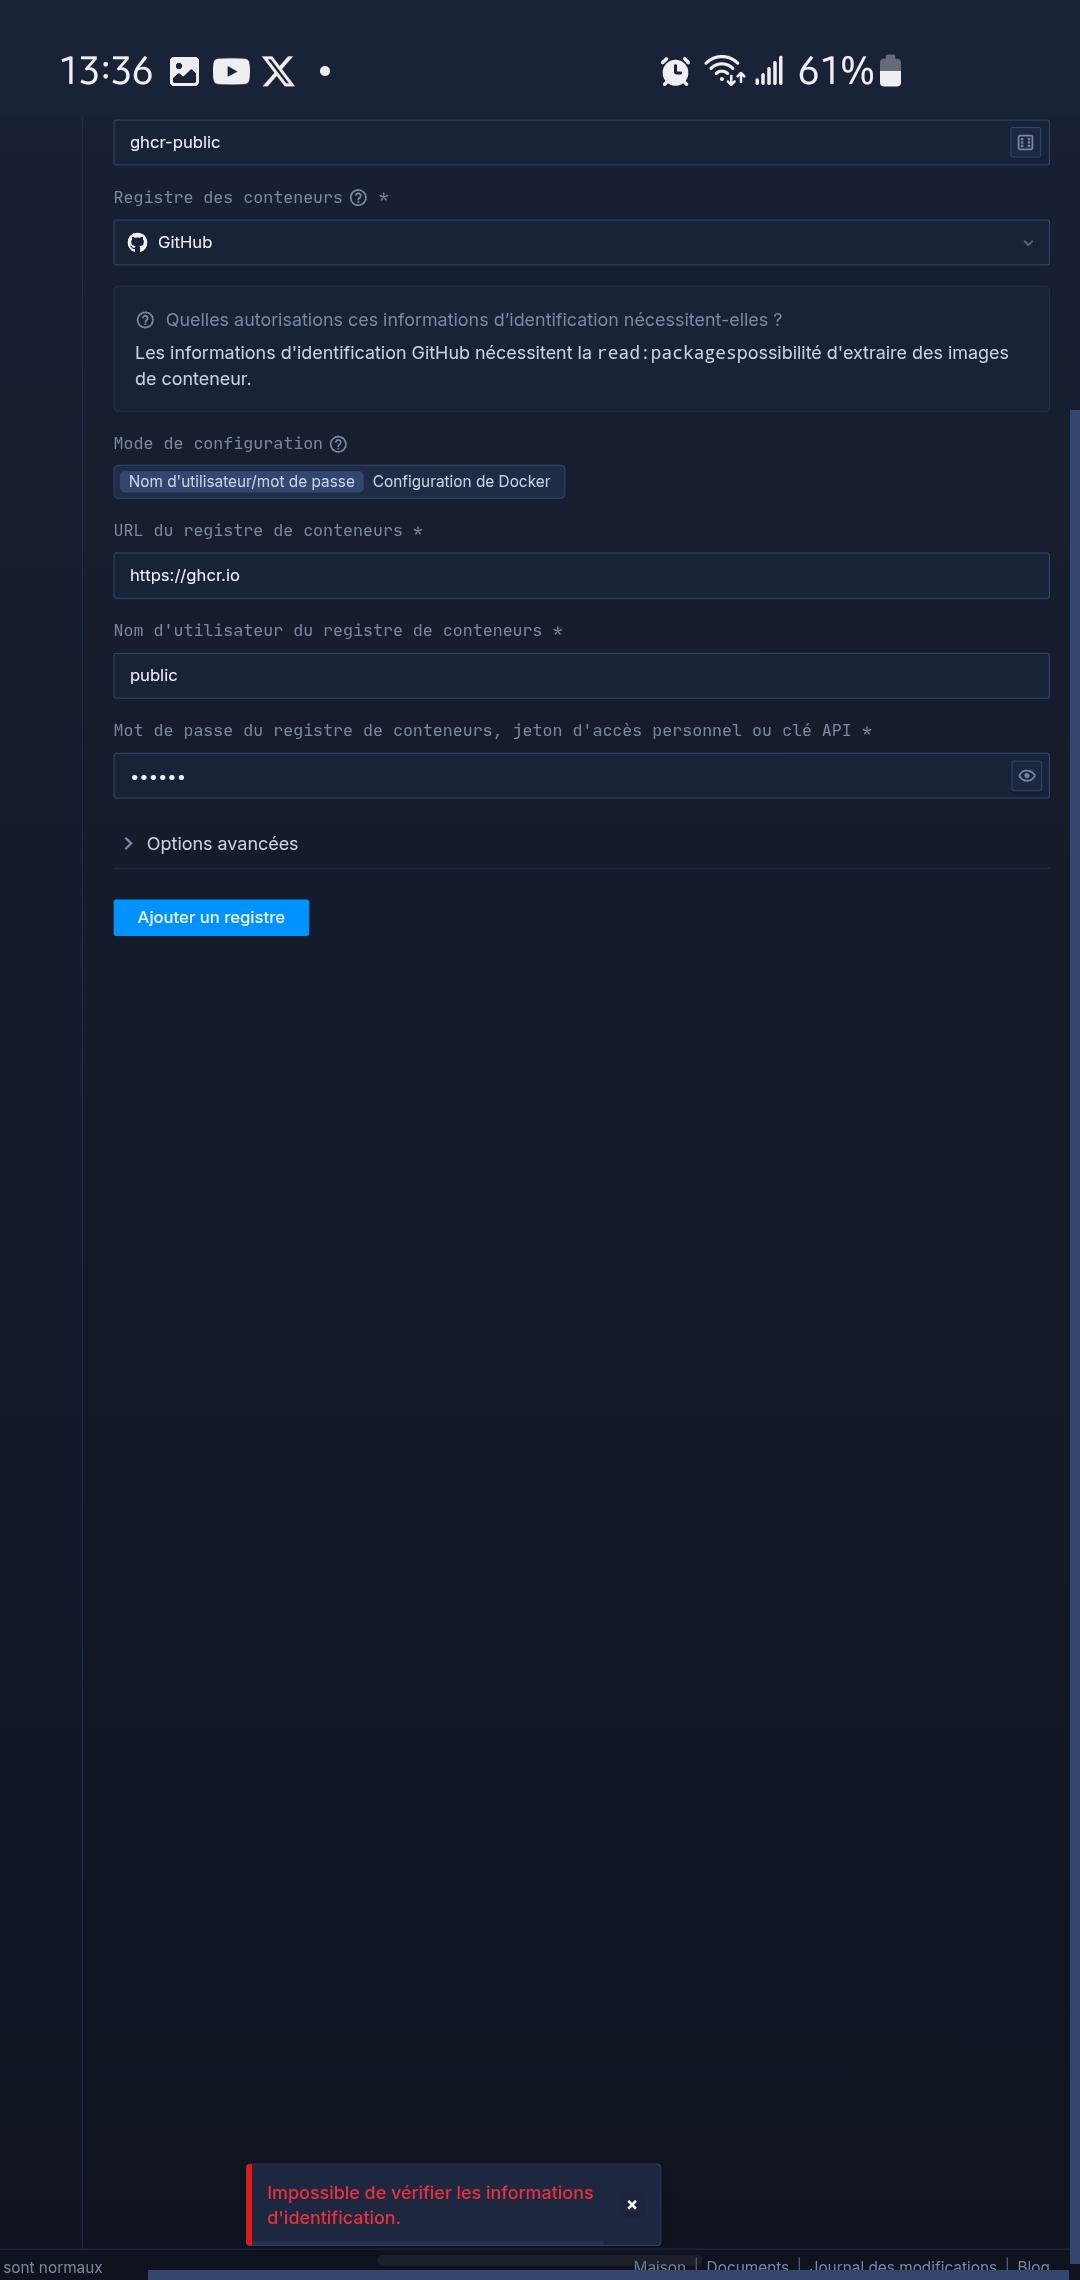 13:36
61%
ghcr-public
Registre des conteneurs *
GitHub
Quelles autorisations ces informations d’identification nécessitent-elles ?
Les informations d'identification GitHub nécessitent la read:packagespossibilité d'extraire des images
de conteneur.
Mode de configuration
Nom d'utilisateur/mot de passe Configuration de Docker
URL du registre de conteneurs *
https://ghcr.io
Nom d'utilisateur du registre de conteneurs *
public
Mot de passe du registre de conteneurs, jeton d'accès personnel ou clé API *
••••••
Options avancées
Ajouter un registre
Impossible de vérifier les informations
d'identification.
sont normaux
Maison | Documents | Journal des modifications | Blog